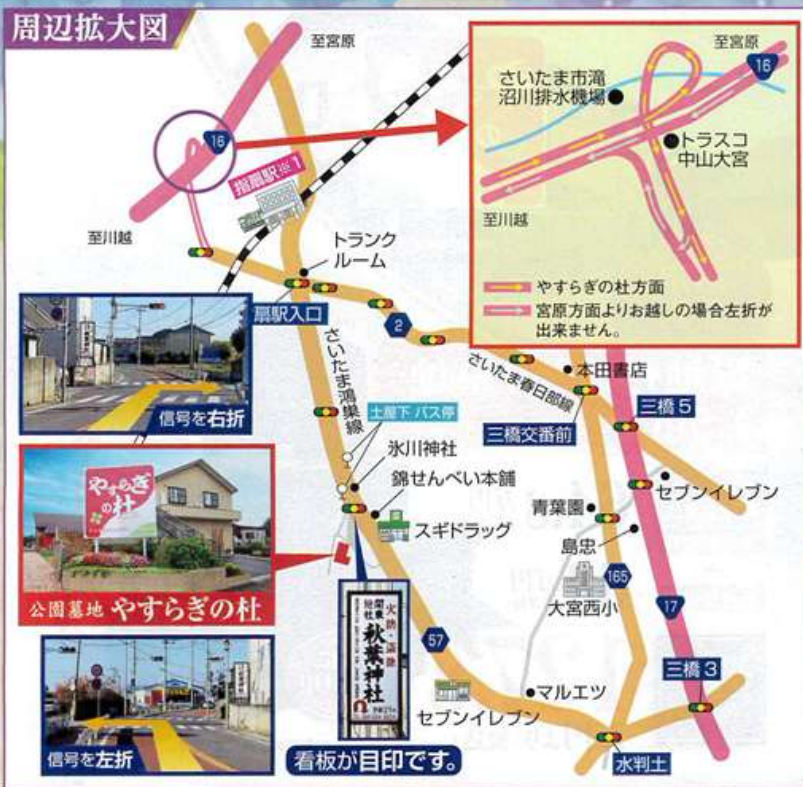 周辺拡大図
至宮原
16
至川越
指扇駅※1
トランク
ルーム
扇駅入口
2
さいたま鴻巣線
さいたま春日部線
土屋下 バス停
氷川神社
錦せんべい本舗
スギドラッグ
57
セブンイレブン
マルエツ
水判土
本田書店
三橋交番前
三橋5
セブンイレブン
青葉園
島忠
165
大宮西小
17
三橋3
至宮原
16
さいたま市滝
沼川排水機場
トラスコ
中山大宮
至川越
やすらぎの杜方面
宮原方面よりお越しの場合左折が
出来ません。
信号を右折
やすらぎ
の杜
公園墓地 やすらぎの杜
信号を左折
火防・盗除
関東
総社
秋葉神社
看板が目印です。